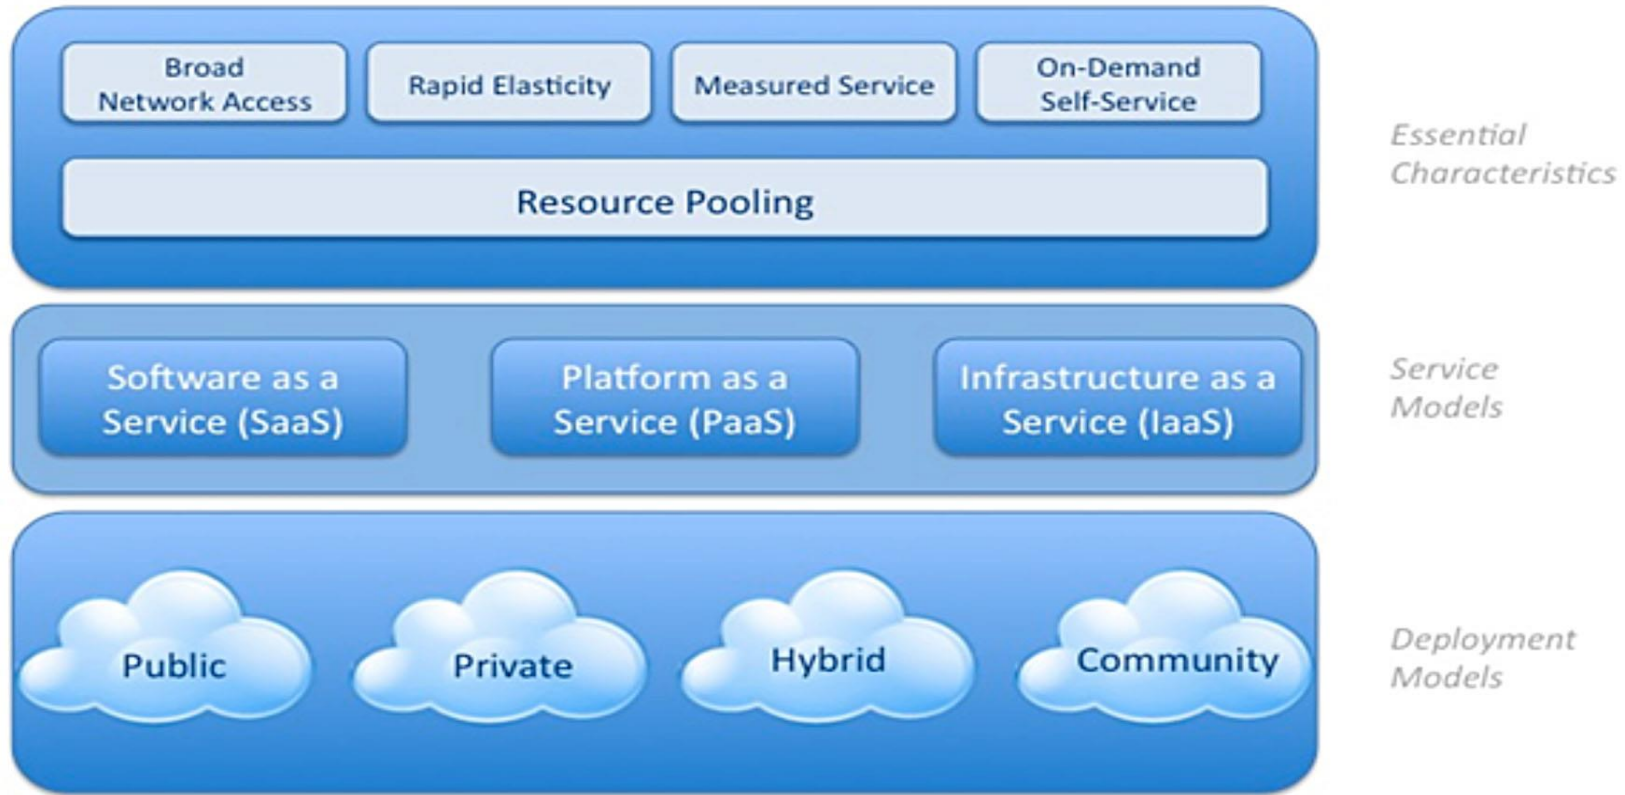 Broad
Network Access
Rapid Elasticity
Measured Service
On-Demand
Self-Service
Resource Pooling
Essential
Characteristics
Software as a
Service (SaaS)
Platform as a
Service (PaaS)
Infrastructure as a
Service (IaaS)
Service
Models
Public
Private
Hybrid
Community
Deployment
Models